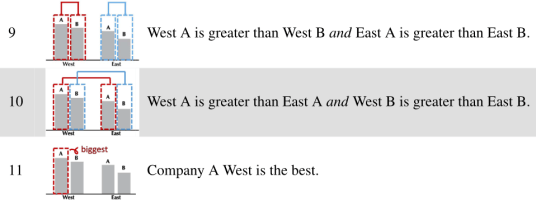 9
A
B
A
B
West
East
West A is greater than West B and East A is greater than East B.
10
A
B
A
B
West
East
West A is greater than East A and West B is greater than East B.
11
A
B
biggest
A
B
West
East
Company A West is the best.